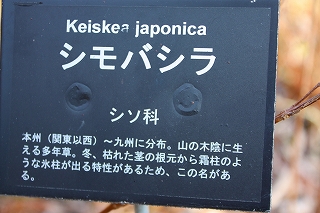 Keiskea japonica
シモバシラ
シソ科
本州（関東以西）～九州に分布。山の木陰に生
える多年草。冬、枯れた茎の根元から霜柱のよ
うな氷柱が出る特性があるため、この名があ
る。